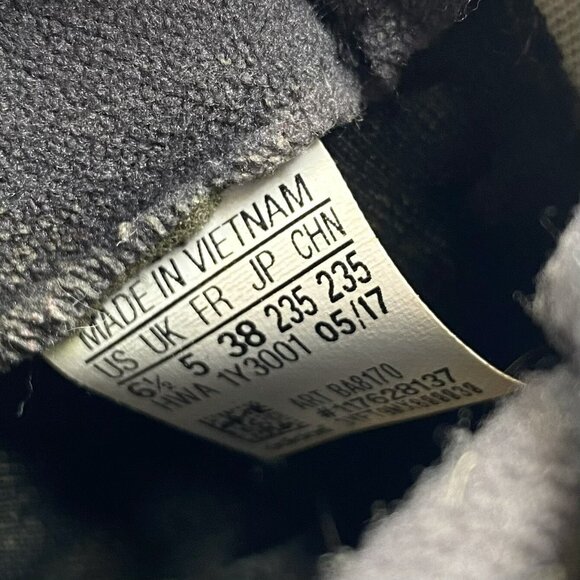 MADE IN VIETNAM
US UK FR JP CHN
6½ 5 38 235 235
HWA 1Y3001 05/17
ART BA8170
#117628137